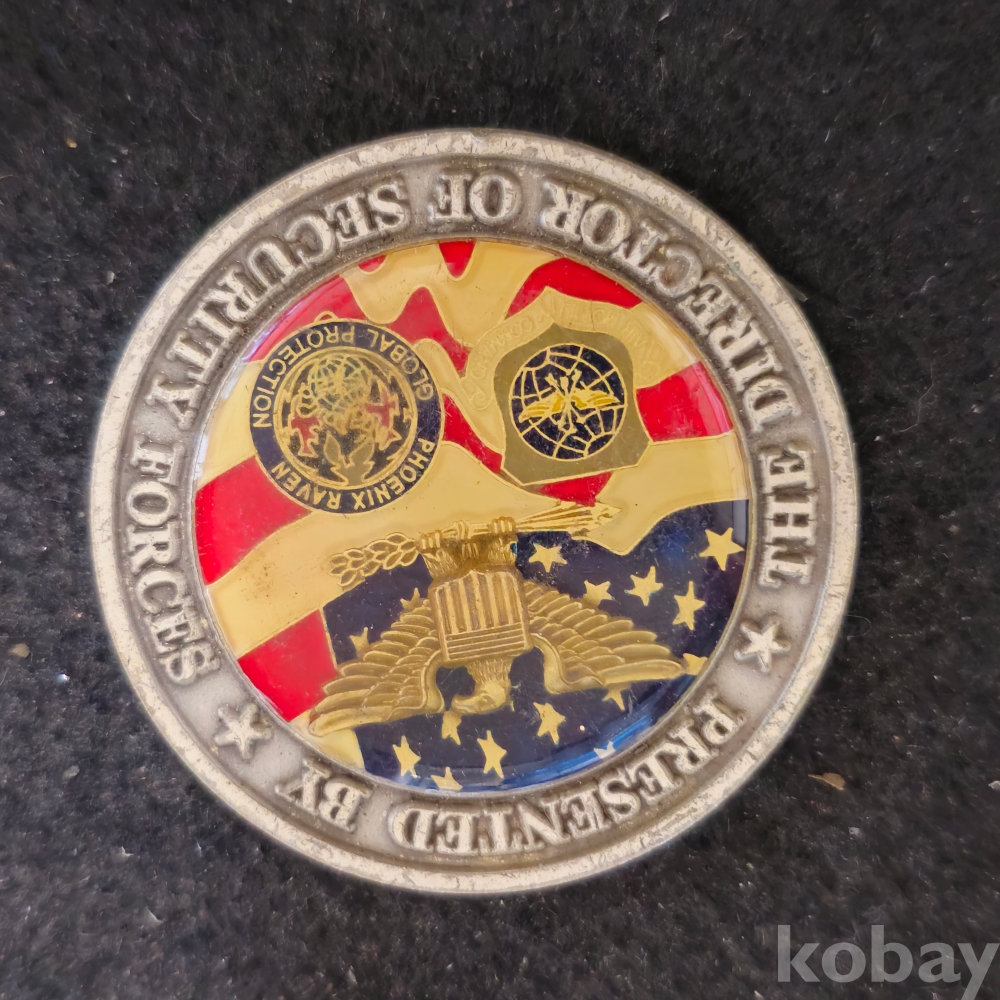 PRESENTED BY
THE DIRECTOR OF SECURITY FORCES
GLOBAL PROTECTION
PHOENIX RAVEN
kobay